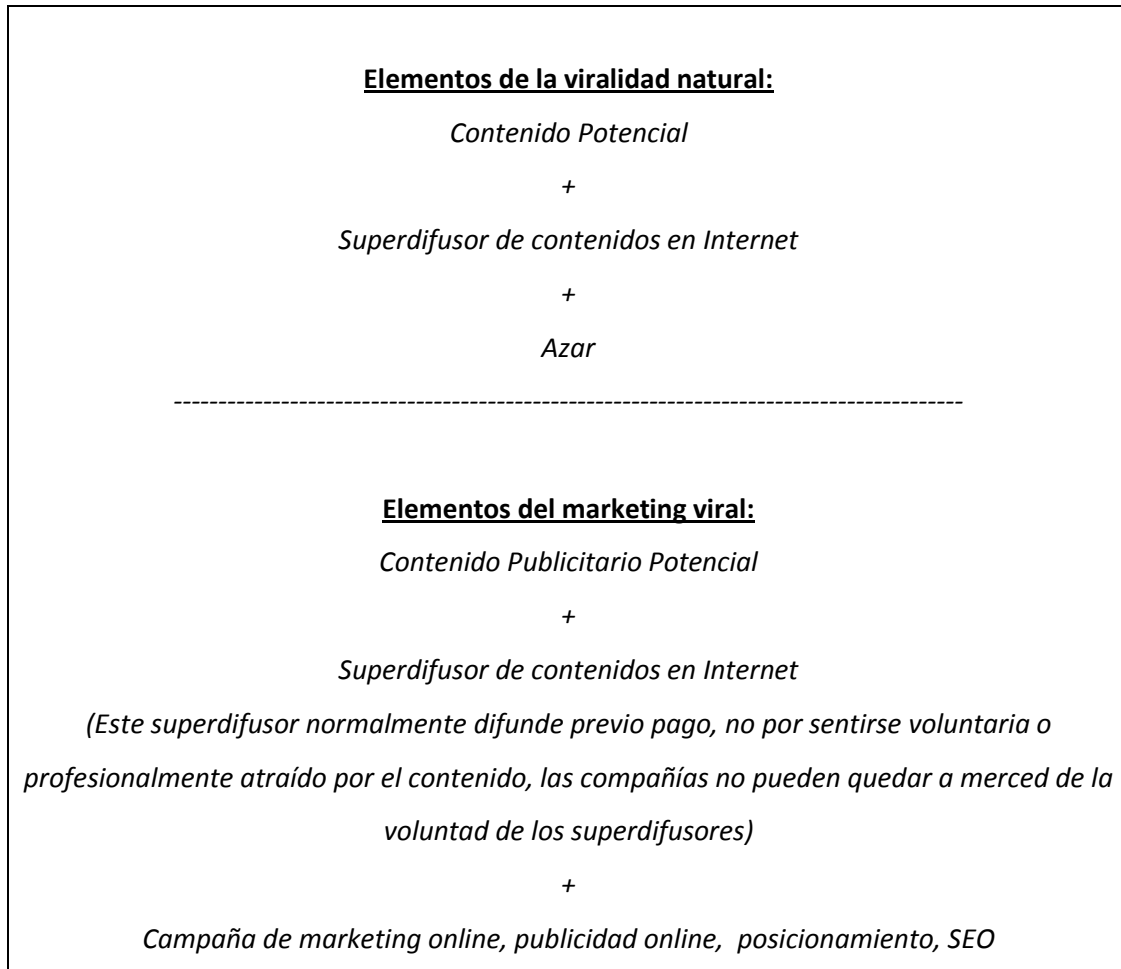 Elementos de la viralidad natural:
Contenido Potencial
+
Superdifusor de contenidos en Internet
+
Azar
----------------------------------------------------------------------------------------
Elementos del marketing viral:
Contenido Publicitario Potencial
+
Superdifusor de contenidos en Internet
(Este superdifusor normalmente difunde previo pago, no por sentirse voluntaria o
profesionalmente atraído por el contenido, las compañías no pueden quedar a merced de la
voluntad de los superdifusores)
+
Campaña de marketing online, publicidad online,  posicionamiento, SEO